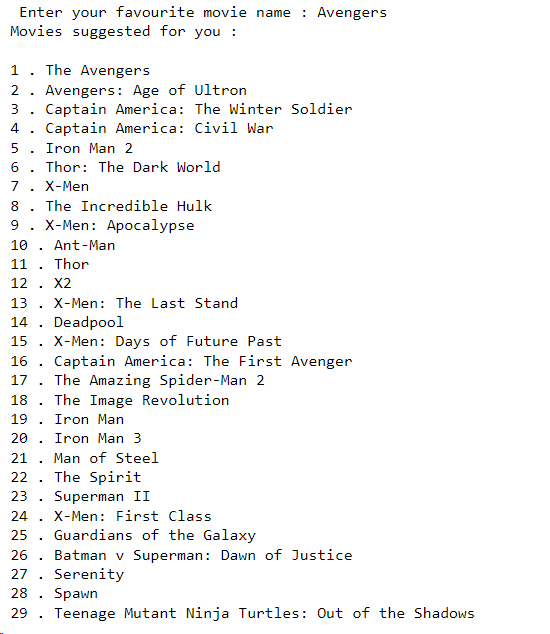 Enter your favourite movie name : Avengers
Movies suggested for you :
1 . The Avengers
2 . Avengers: Age of Ultron
3 . Captain America: The Winter Soldier
4 . Captain America: Civil War
5 . Iron Man 2
6 . Thor: The Dark World
7 . X-Men
8 . The Incredible Hulk
9 . X-Men: Apocalypse
10 . Ant-Man
11 . Thor
12 . X2
13 . X-Men: The Last Stand
14 . Deadpool
15 . X-Men: Days of Future Past
16 . Captain America: The First Avenger
17 . The Amazing Spider-Man 2
18 . The Image Revolution
19 . Iron Man
20 . Iron Man 3
21 . Man of Steel
22 . The Spirit
23 . Superman II
24 . X-Men: First Class
25 . Guardians of the Galaxy
26 . Batman v Superman: Dawn of Justice
27 . Serenity
28 . Spawn
29 . Teenage Mutant Ninja Turtles: Out of the Shadows